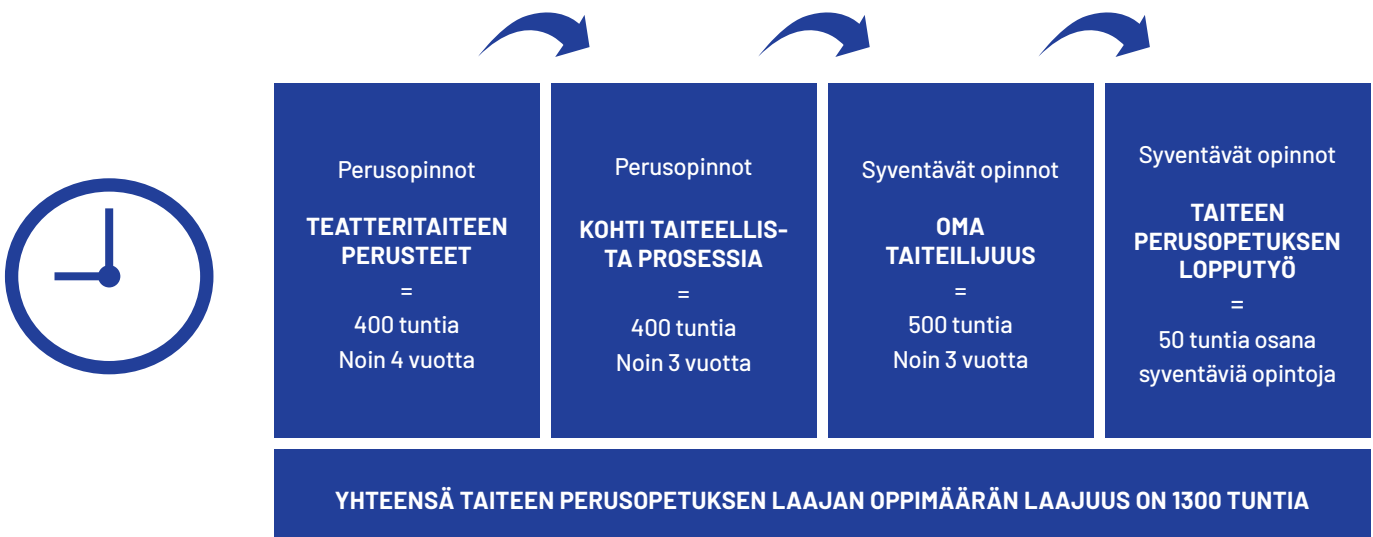 Perusopinnot
TEATTERITAITEEN
PERUSTEET
=
400 tuntia
Noin 4 vuotta
Perusopinnot
KOHTI TAITEELLIS-
TA PROSESSIA
=
400 tuntia
Noin 3 vuotta
Syventävät opinnot
OMA
TAITEILIJUUS
=
500 tuntia
Noin 3 vuotta
Syventävät opinnot
TAITEEN
PERUSOPETUKSEN
LOPPUTYÖ
=
50 tuntia osana
syventäviä opintoja
YHTEENSÄ TAITEEN PERUSOPETUKSEN LAAJAN OPPIMÄÄRÄN LAAJUUS ON 1300 TUNTIA